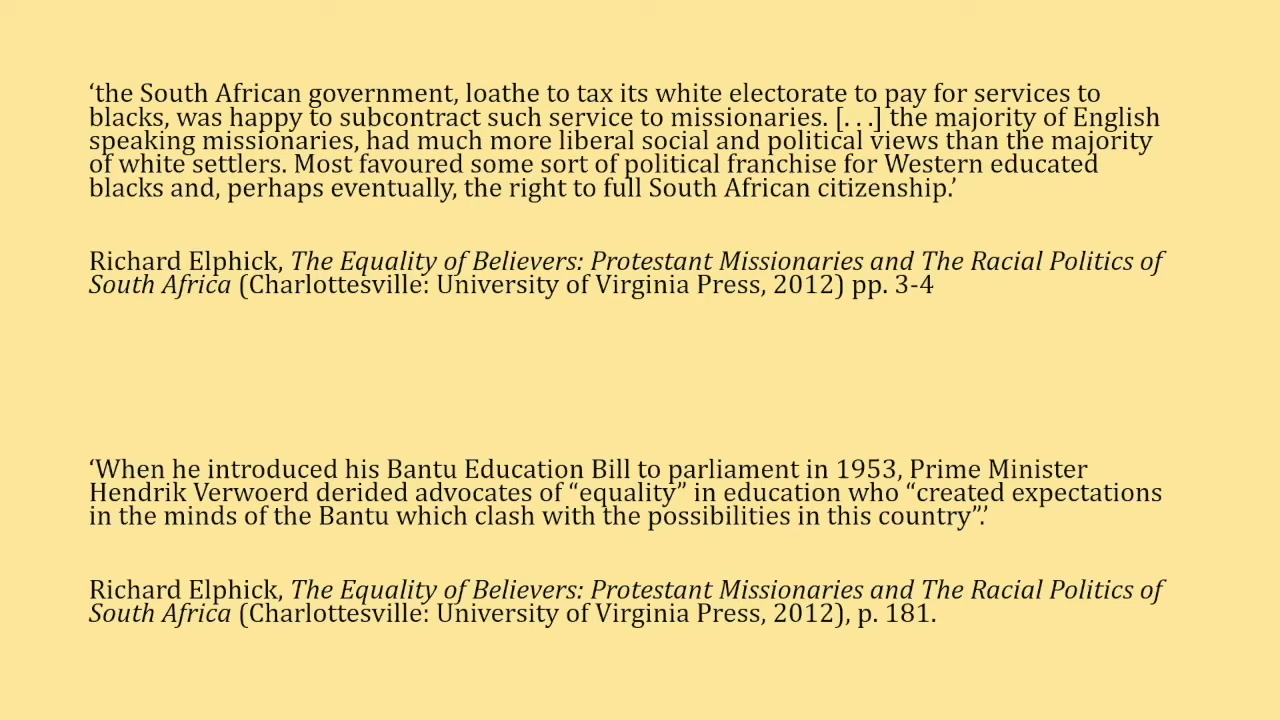 ‘the South African government, loathe to tax its white electorate to pay for services to
blacks, was happy to subcontract such service to missionaries. [. . .] the majority of English
speaking missionaries, had much more liberal social and political views than the majority
of white settlers. Most favoured some sort of political franchise for Western educated
blacks and, perhaps eventually, the right to full South African citizenship.’
Richard Elphick, The Equality of Believers: Protestant Missionaries and The Racial Politics of
South Africa (Charlottesville: University of Virginia Press, 2012) pp. 3-4
‘When he introduced his Bantu Education Bill to parliament in 1953, Prime Minister
Hendrik Verwoerd derided advocates of “equality” in education who “created expectations
in the minds of the Bantu which clash with the possibilities in this country”.’
Richard Elphick, The Equality of Believers: Protestant Missionaries and The Racial Politics of
South Africa (Charlottesville: University of Virginia Press, 2012), p. 181.